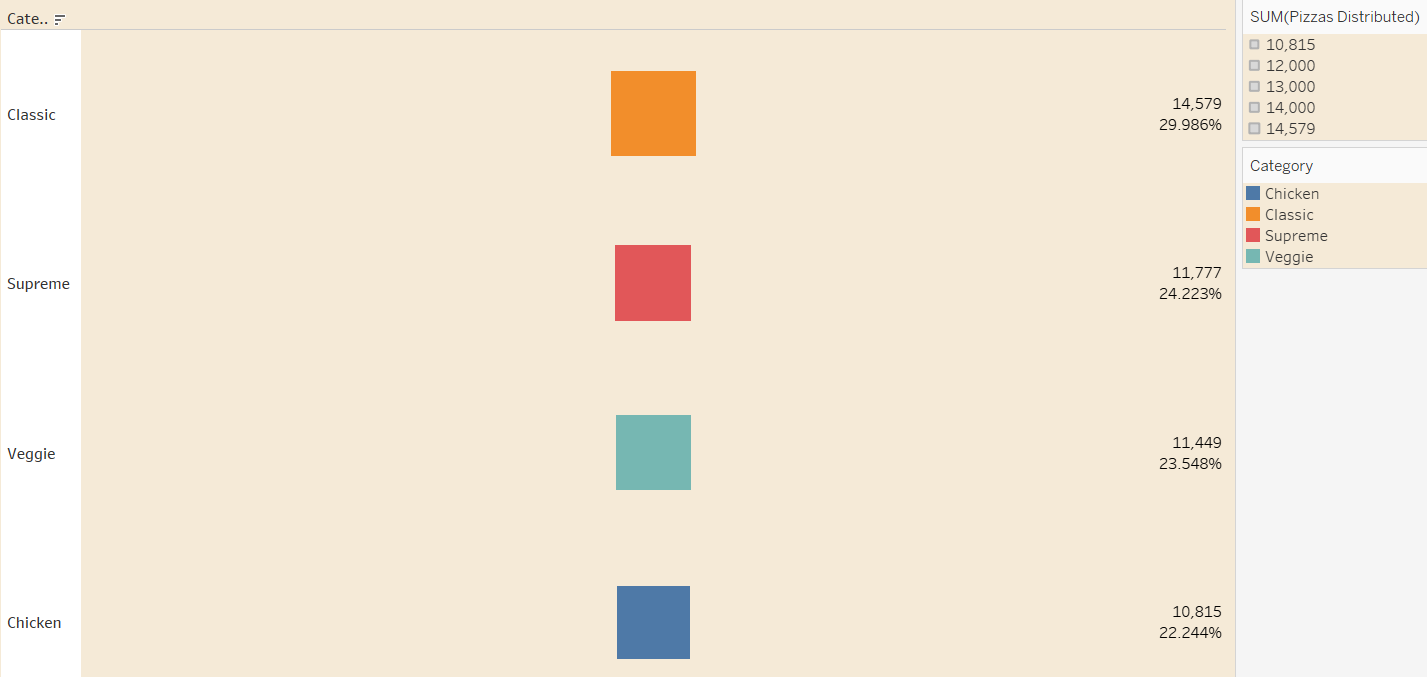 Cate..
Classic
14,579
29.986%
Supreme
11,777
24.223%
Veggie
11,449
23.548%
Chicken
10,815
22.244%
SUM(Pizzas Distributed)
10,815
12,000
13,000
14,000
14,579
Category
Chicken
Classic
Supreme
Veggie